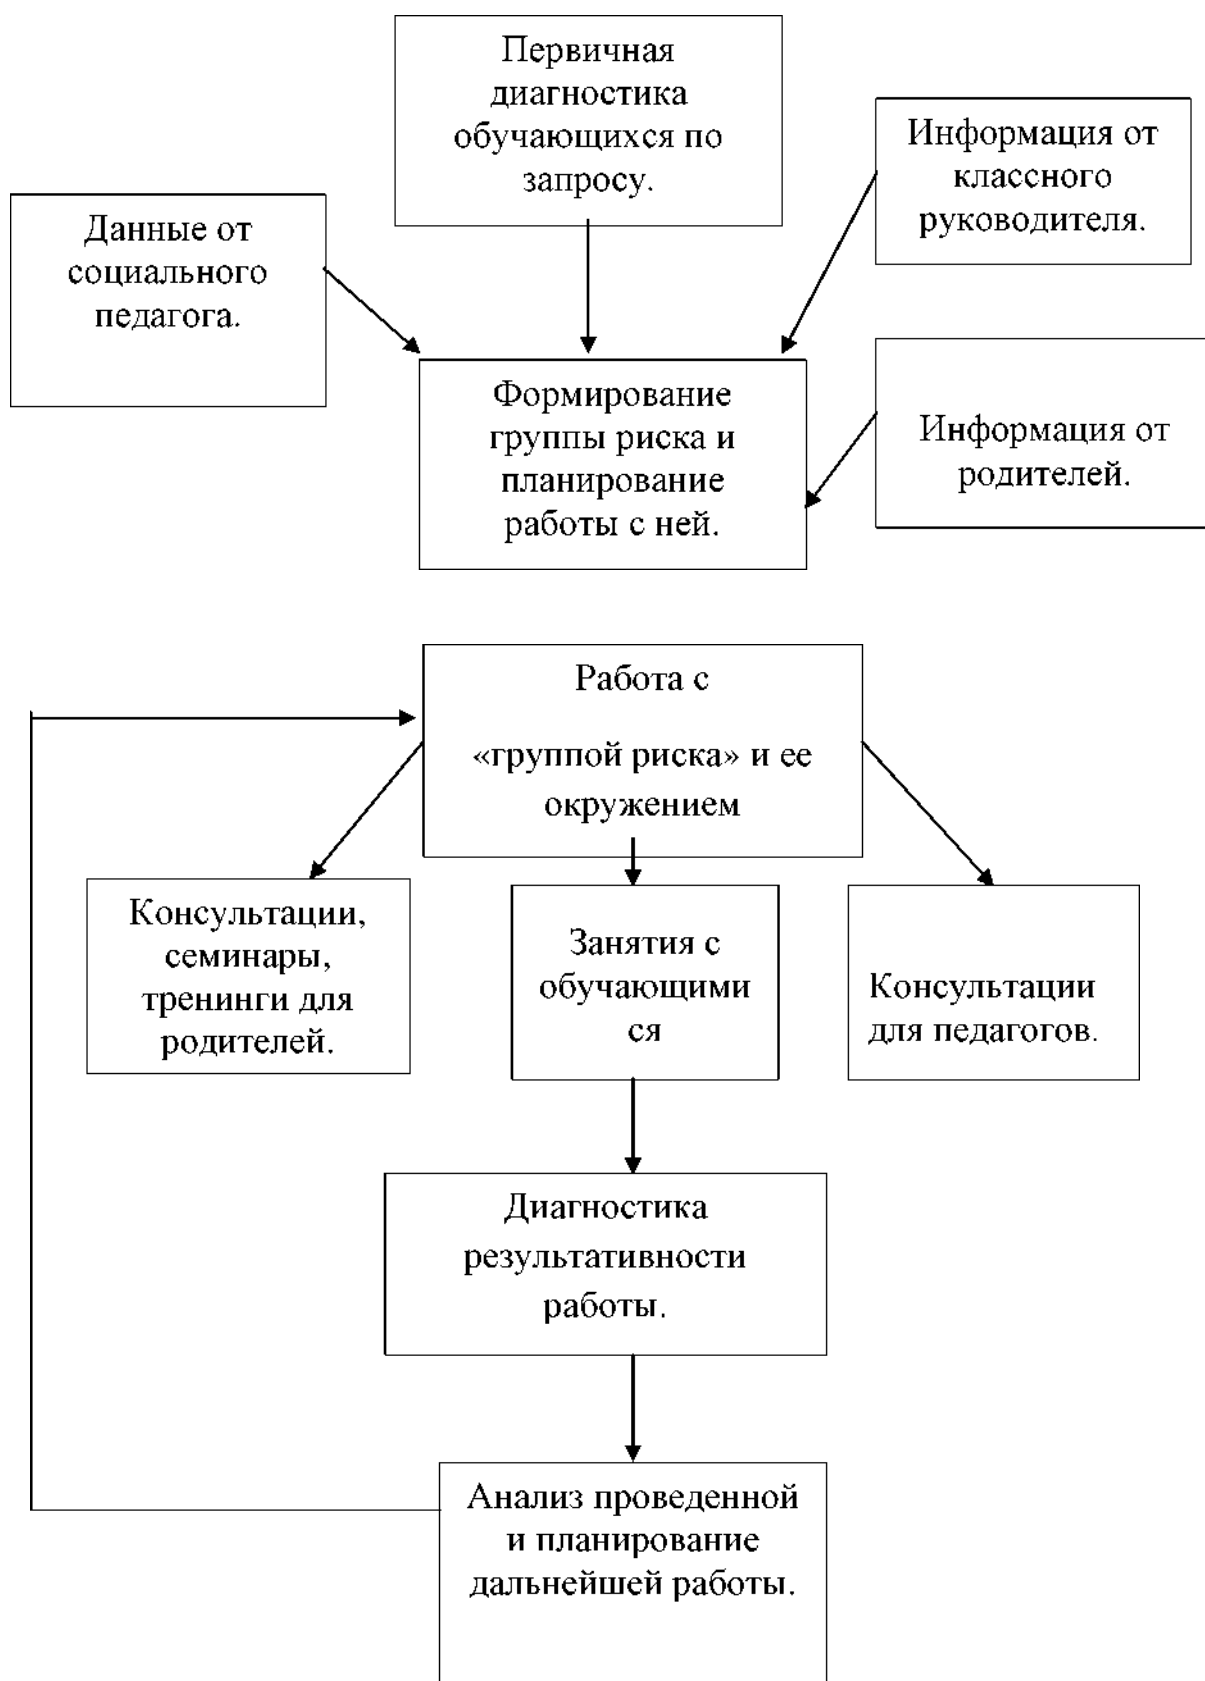 Первичная
диагностика
обучающихся по
запросу.
Информация от
классного
руководителя.
Данные от
социального
педагога.
Формирование
группы риска и
планирование
работы с ней.
Информация от
родителей.
Работа с
«группой риска» и ее
окружением
Консультации,
семинары,
тренинги для
родителей.
Занятия с
обучающими
ся
Консультации
для педагогов.
Диагностика
результативности
работы.
Анализ проведенной
и планирование
дальнейшей работы.